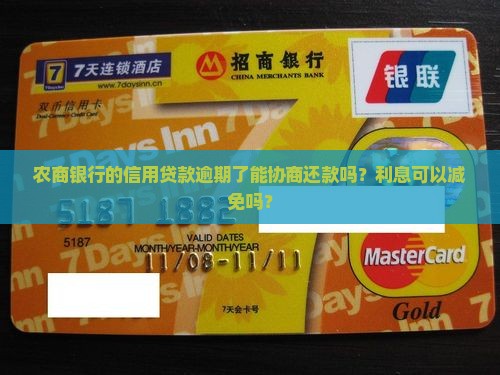 7天连锁酒店
www.7daysinn.cn
招商银行
CHINA MERCHANTS BANK
银联
双币信用卡
Dual-Currency Credit Card
7Days Inn
农商银行的信用贷款逾期了能协商还款吗?利息可以减
免吗?
5187 1882
5187
VALID DATES
MONTH/YEAR-MONTH/YEAR
11/08-11/11
MasterCard
7天会卡号
Gold